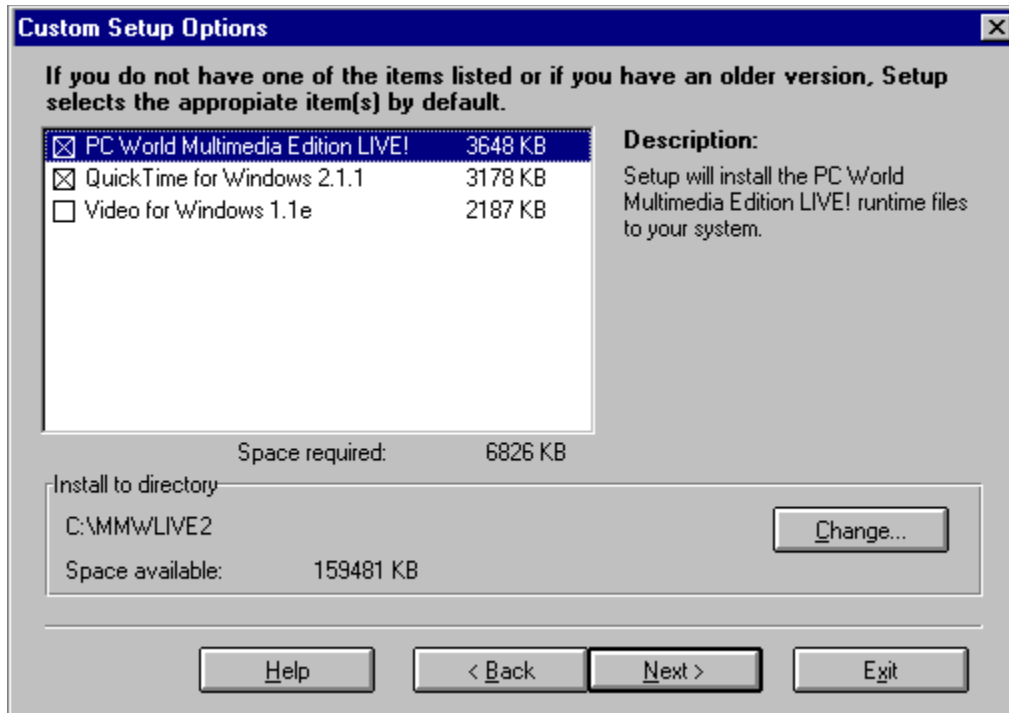 Custom Setup Options
If you do not have one of the items listed or if you have an older version, Setup
selects the appropiate item(s) by default.
PC World Multimedia Edition LIVE! 3648 KB
QuickTime for Windows 2.1.1 3178 KB
Video for Windows 1.1e 2187 KB
Description:
Setup will install the PC World
Multimedia Edition LIVE! runtime files
to your system.
Space required: 6826 KB
Install to directory
C:\MMWLIVE2
Change...
Space available: 159481 KB
Help < Back Next > Exit